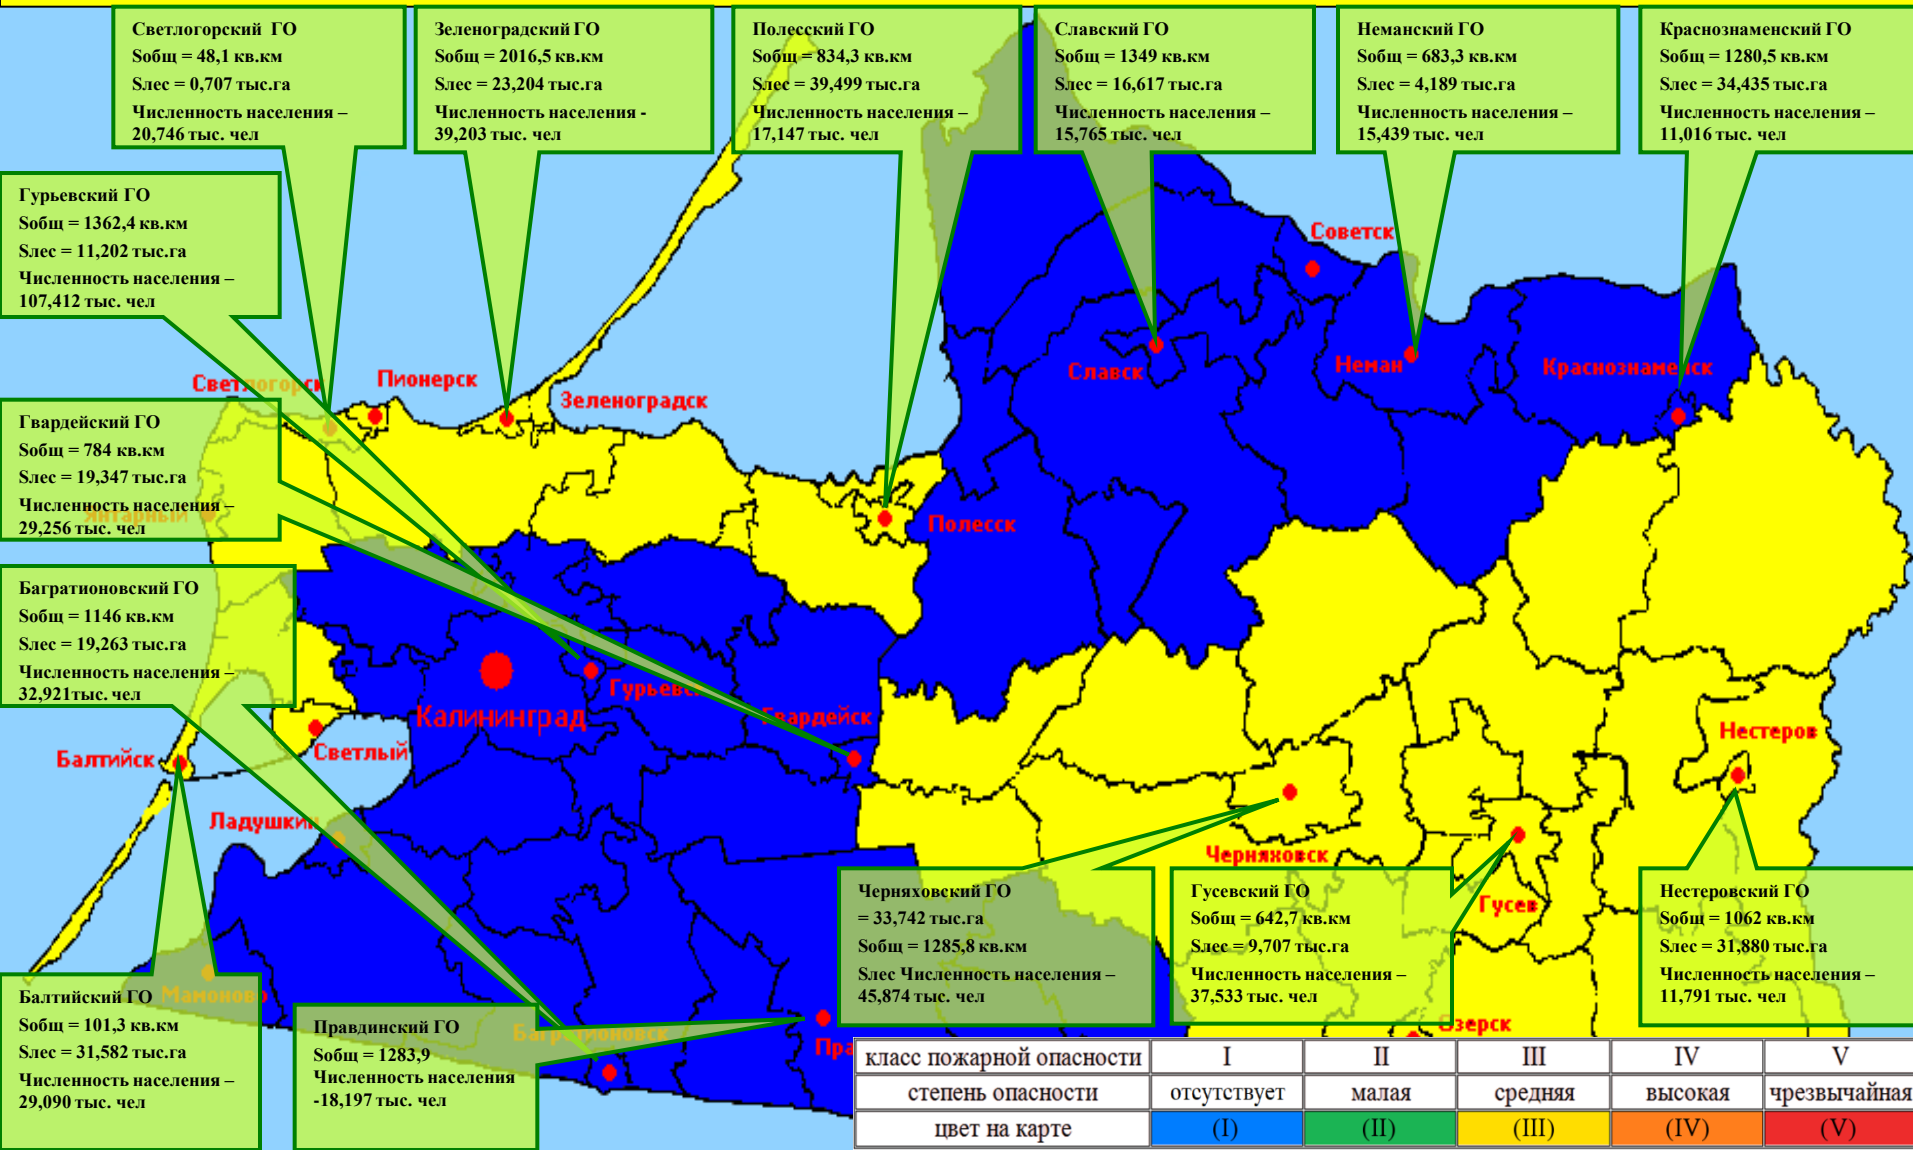 Светлогорский ГО
Sобщ = 48,1 кв.км
Sлес = 0,707 тыс.га
Численность населения –
20,746 тыс. чел
Зеленоградский ГО
Sобщ = 2016,5 кв.км
Sлес = 23,204 тыс.га
Численность населения -
39,203 тыс. чел
Полесский ГО
Sобщ = 834,3 кв.км
Sлес = 39,499 тыс.га
Численность населения –
17,147 тыс. чел
Славский ГО
Sобщ = 1349 кв.км
Sлес = 16,617 тыс.га
Численность населения –
15,765 тыс. чел
Неманский ГО
Sобщ = 683,3 кв.км
Sлес = 4,189 тыс.га
Численность населения –
15,439 тыс. чел
Краснознаменский ГО
Sобщ = 1280,5 кв.км
Sлес = 34,435 тыс.га
Численность населения –
11,016 тыс. чел
Гурьевский ГО
Sобщ = 1362,4 кв.км
Sлес = 11,202 тыс.га
Численность населения –
107,412 тыс. чел
Советск
Славск
Неман
Краснознаменск
Светлогорск
Пионерск
Зеленоградск
Гвардейский ГО
Sобщ = 784 кв.км
Sлес = 19,347 тыс.га
Численность населения –
29,256 тыс. чел
Янтарный
Полесск
Багратионовский ГО
Sобщ = 1146 кв.км
Sлес = 19,263 тыс.га
Численность населения –
32,921тыс. чел
Гурьевск
Калининград
Гвардейск
Нестеров
Балтийск
Светлый
Ладушкин
Черняховск
Гусев
Черняховский ГО
= 33,742 тыс.га
Sобщ = 1285,8 кв.км
Sлес Численность населения –
45,874 тыс. чел
Гусевский ГО
Sобщ = 642,7 кв.км
Sлес = 9,707 тыс.га
Численность населения –
37,533 тыс. чел
Нестеровский ГО
Sобщ = 1062 кв.км
Sлес = 31,880 тыс.га
Численность населения –
11,791 тыс. чел
Мамоново
Балтийский ГО
Sобщ = 101,3 кв.км
Sлес = 31,582 тыс.га
Численность населения –
29,090 тыс. чел
Багратионовск
Правдинский ГО
Sобщ = 1283,9
Численность населения
-18,197 тыс. чел
Пра
Озерск
класс пожарной опасности I II III IV V
степень опасности отсутствует малая средняя высокая чрезвычайная
цвет на карте (I) (II) (III) (IV) (V)